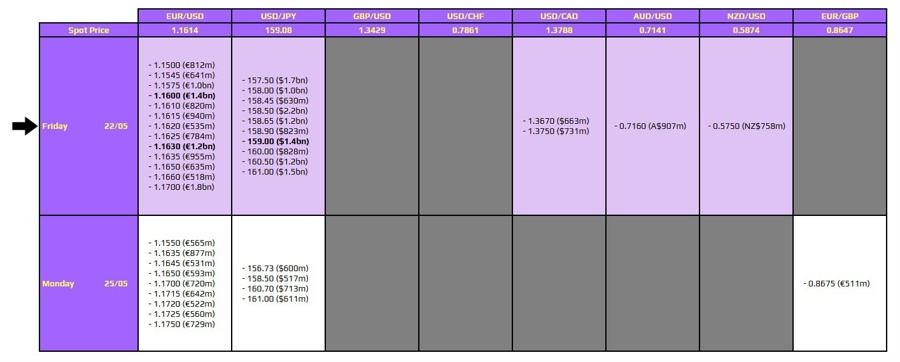 EUR/USD USD/JPY GBP/USD USD/CHF USD/CAD AUD/USD NZD/USD EUR/GBP
Spot Price 1.1614 159.08 1.3429 0.7861 1.3788 0.7141 0.5874 0.8647
Friday 22/05
- 1.1500 (€812m)
- 1.1545 (€641m)
- 1.1575 (€1.0bn)
- 1.1600 (€1.4bn)
- 1.1610 (€820m)
- 1.1615 (€940m)
- 1.1620 (€535m)
- 1.1625 (€784m)
- 1.1630 (€1.2bn)
- 1.1635 (€955m)
- 1.1650 (€635m)
- 1.1660 (€518m)
- 1.1700 (€1.8bn)
- 157.50 ($1.7bn)
- 158.00 ($1.0bn)
- 158.45 ($630m)
- 158.50 ($2.2bn)
- 158.65 ($1.2bn)
- 158.90 ($823m)
- 159.00 ($1.4bn)
- 160.00 ($828m)
- 160.50 ($1.2bn)
- 161.00 ($1.5bn)
- 1.3670 ($663m)
- 1.3750 ($731m)
- 0.7160 (A$907m)
- 0.5750 (NZ$758m)
Monday 25/05
- 1.1550 (€565m)
- 1.1635 (€877m)
- 1.1645 (€531m)
- 1.1650 (€593m)
- 1.1700 (€720m)
- 1.1715 (€642m)
- 1.1720 (€522m)
- 1.1725 (€560m)
- 1.1750 (€729m)
- 156.73 ($600m)
- 158.50 ($517m)
- 160.70 ($713m)
- 161.00 ($611m)
- 0.8675 (€511m)